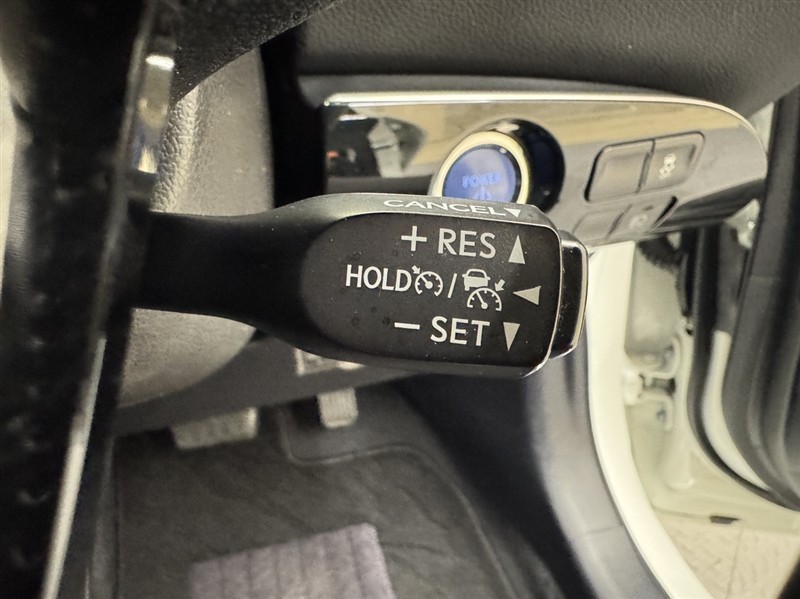 POWER
CANCEL▼
+ RES ▲
HOLD / ◀
− SET ▼